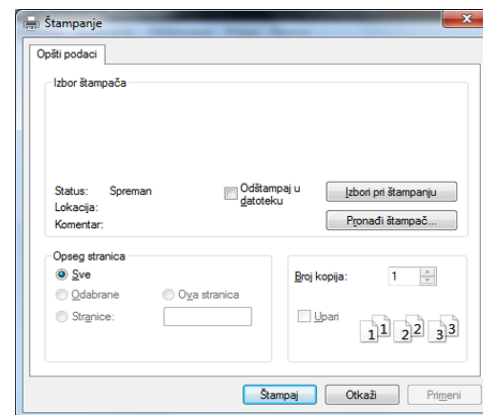 Štampanje
Opšti podaci
Izbor štampača
Status: Spreman
Lokacija:
Komentar:
Odštampaj u
datoteku
Izbori pri štampanju
Pronađi štampač...
Opseg stranica
Sve
Odabrane
Ova stranica
Stranice:
Broj kopija: 1
Upari
1 1 2 2 3 3
Štampaj
Otkaži
Primeni